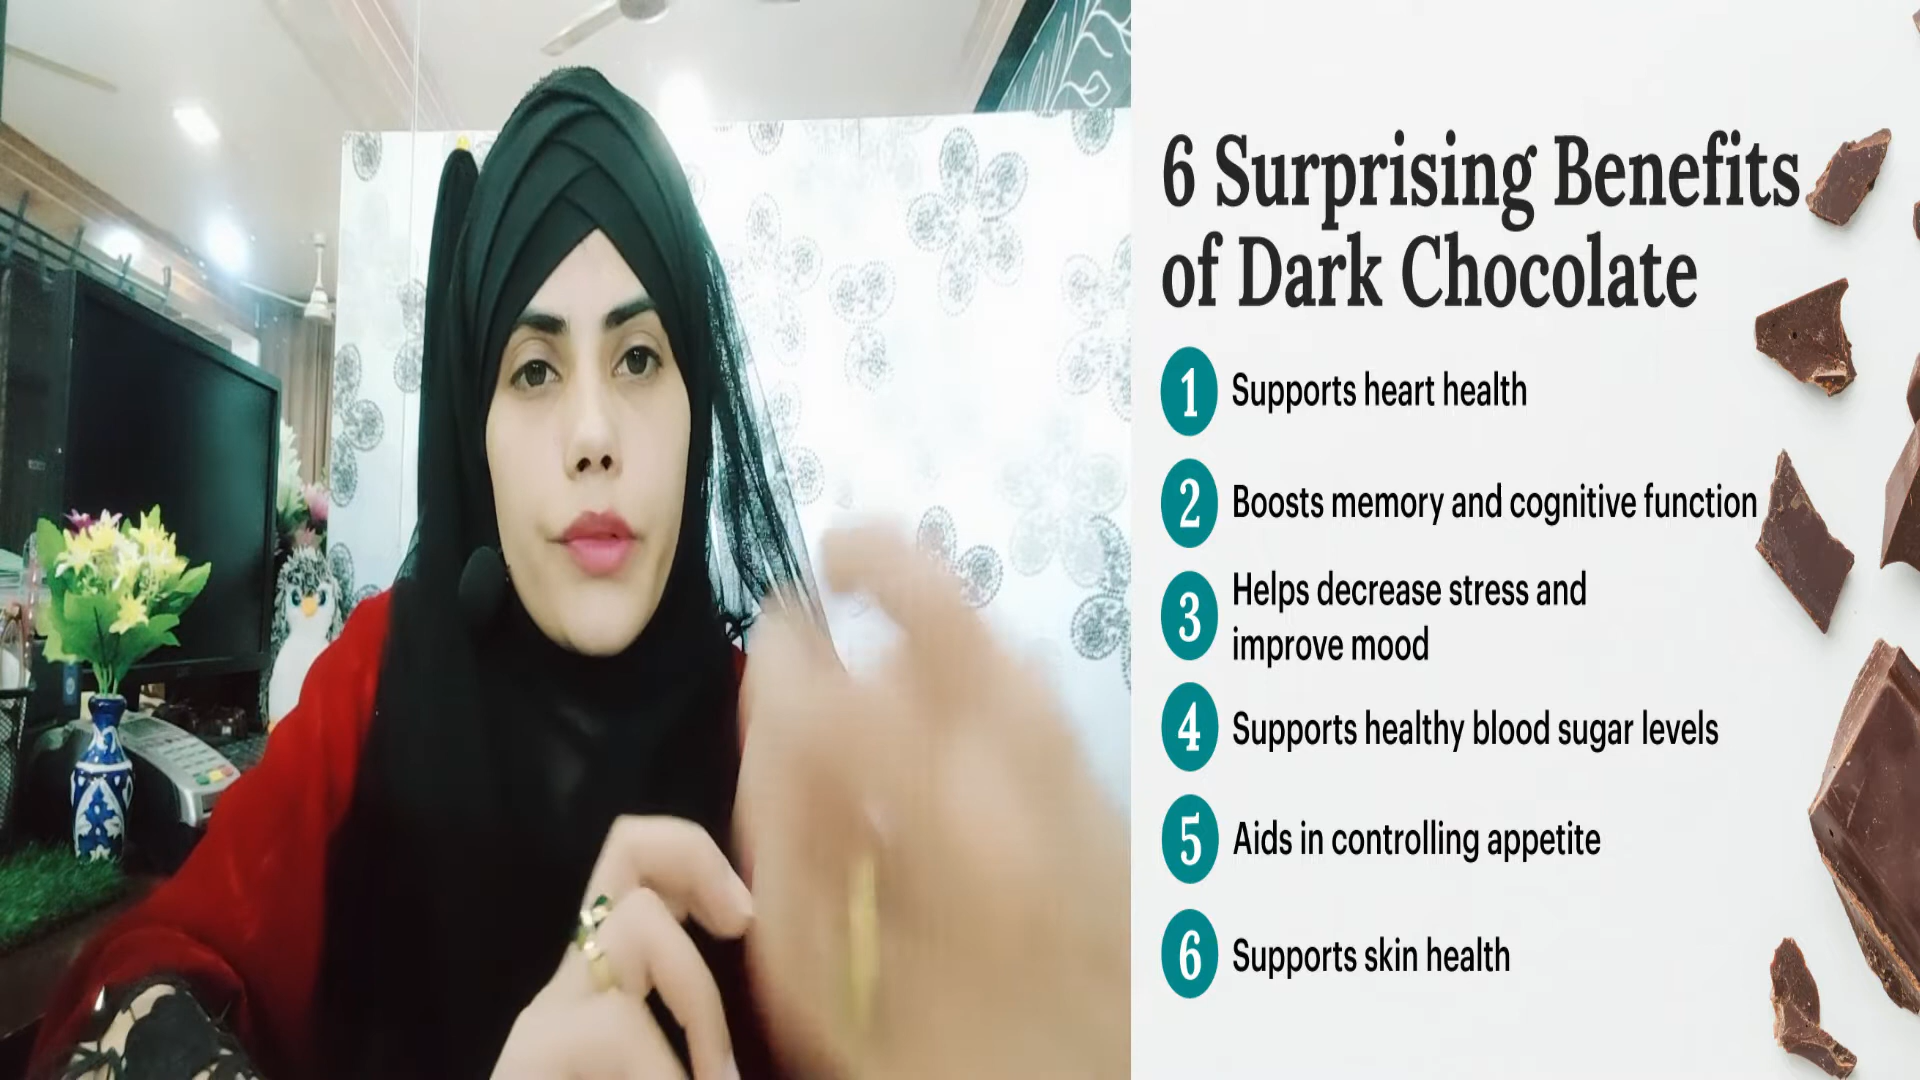 6 Surprising Benefits
of Dark Chocolate
1 Supports heart health
2 Boosts memory and cognitive function
3 Helps decrease stress and
improve mood
4 Supports healthy blood sugar levels
5 Aids in controlling appetite
6 Supports skin health